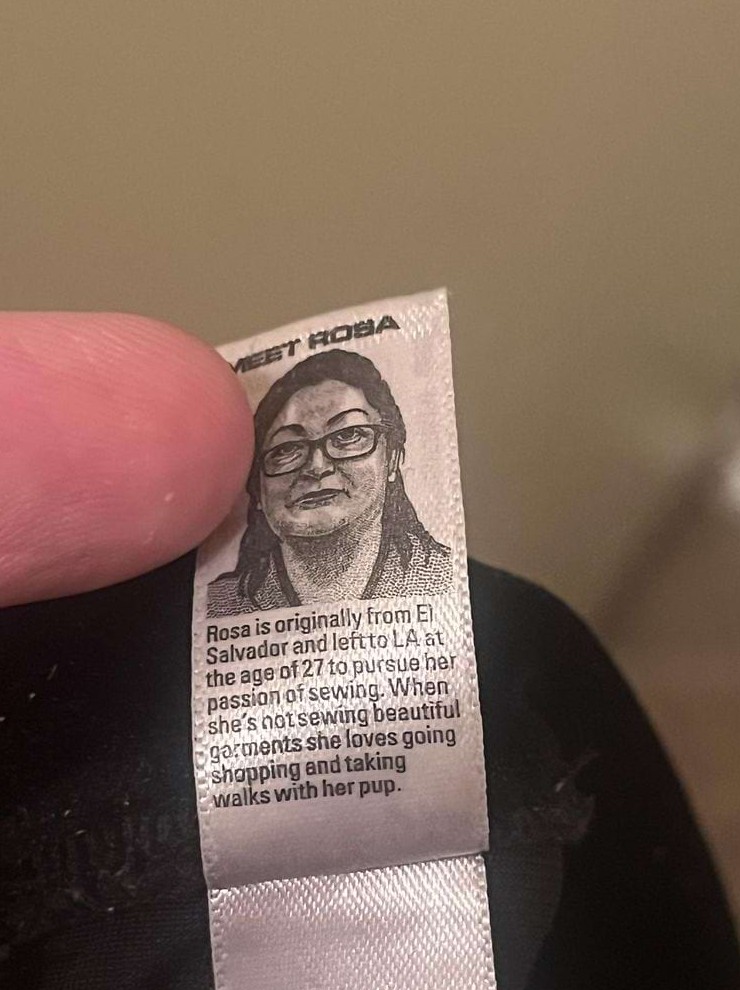 MEET ROSA
Rosa is originally from El
Salvador and left to LA at
the age of 27 to pursue her
passion of sewing. When
she's not sewing beautiful
garments she loves going
shopping and taking
walks with her pup.